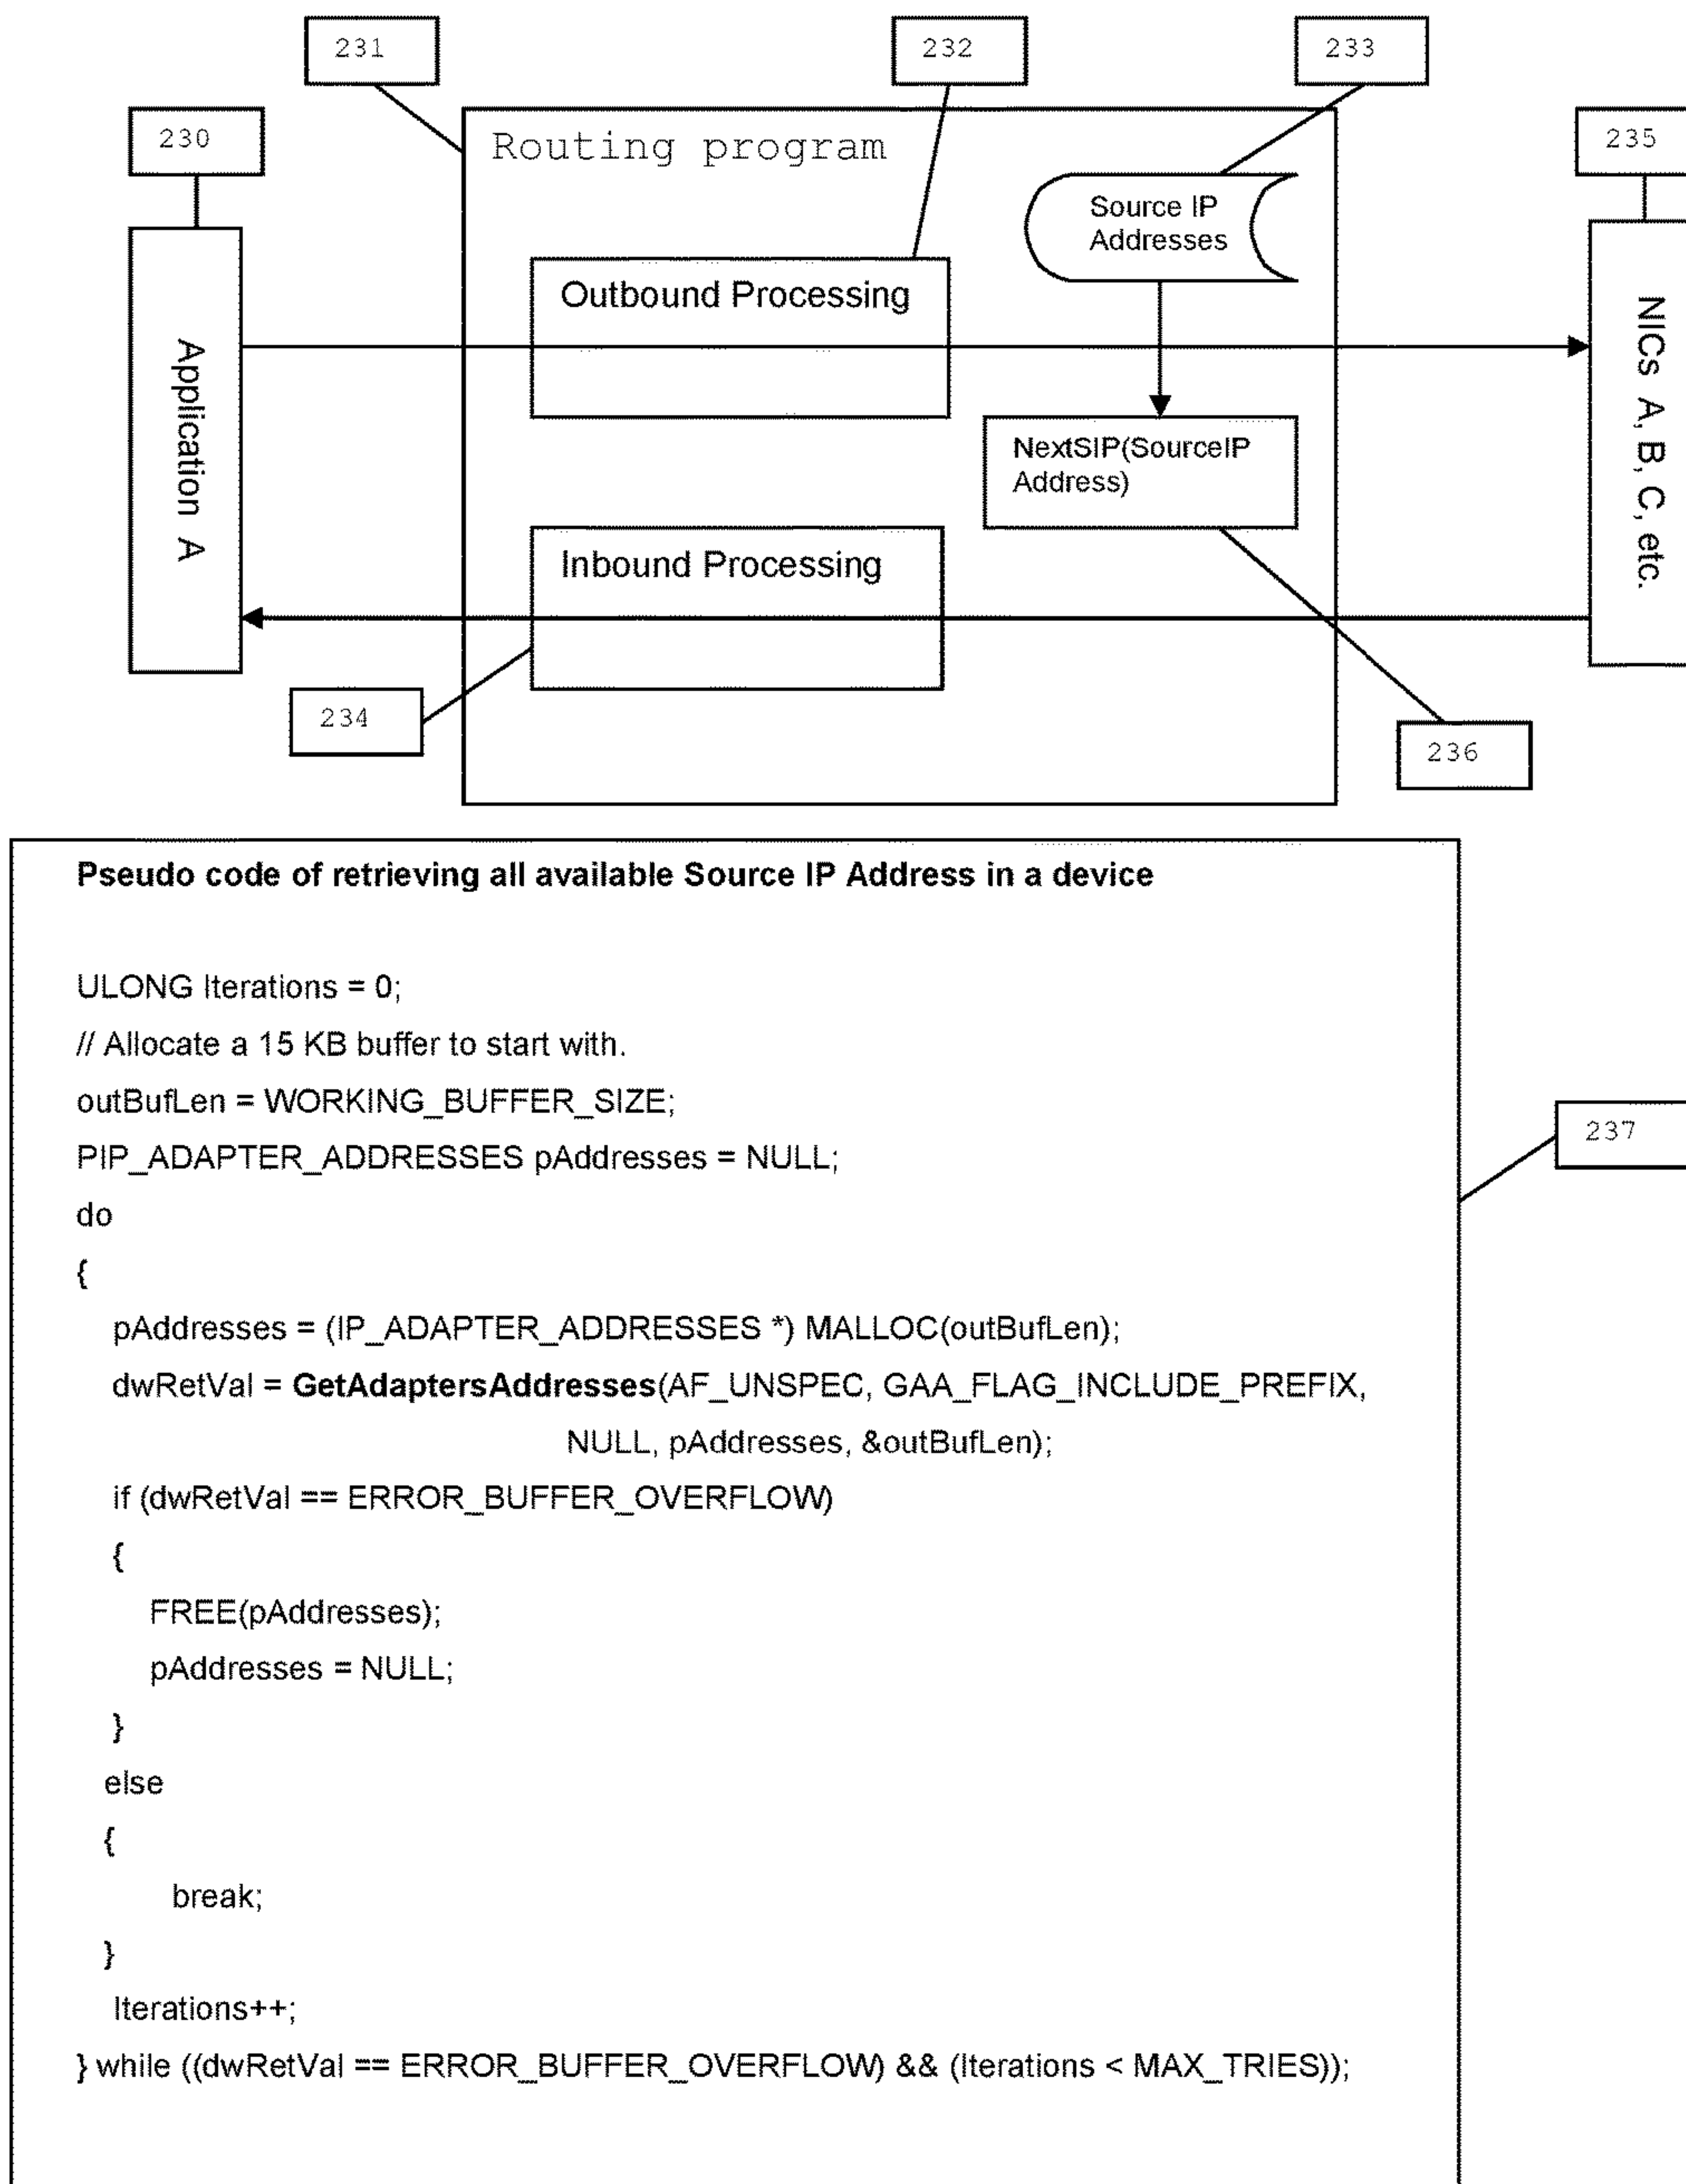 231
232
233
230
235
Routing program
Source IP
Addresses
Outbound Processing
Application A
NICs A, B, C, etc.
NextSIP(SourceIP
Address)
Inbound Processing
234
236
Pseudo code of retrieving all available Source IP Address in a device
ULONG Iterations = 0;
// Allocate a 15 KB buffer to start with.
outBufLen = WORKING_BUFFER_SIZE;
PIP_ADAPTER_ADDRESSES pAddresses = NULL;
237
do
{
pAddresses = (IP_ADAPTER_ADDRESSES *) MALLOC(outBufLen);
dwRetVal = GetAdaptersAddresses(AF_UNSPEC, GAA_FLAG_INCLUDE_PREFIX,
NULL, pAddresses, &outBufLen);
if (dwRetVal == ERROR_BUFFER_OVERFLOW)
{
FREE(pAddresses);
pAddresses = NULL;
}
else
{
break;
}
Iterations++;
} while ((dwRetVal == ERROR_BUFFER_OVERFLOW) && (Iterations < MAX_TRIES));